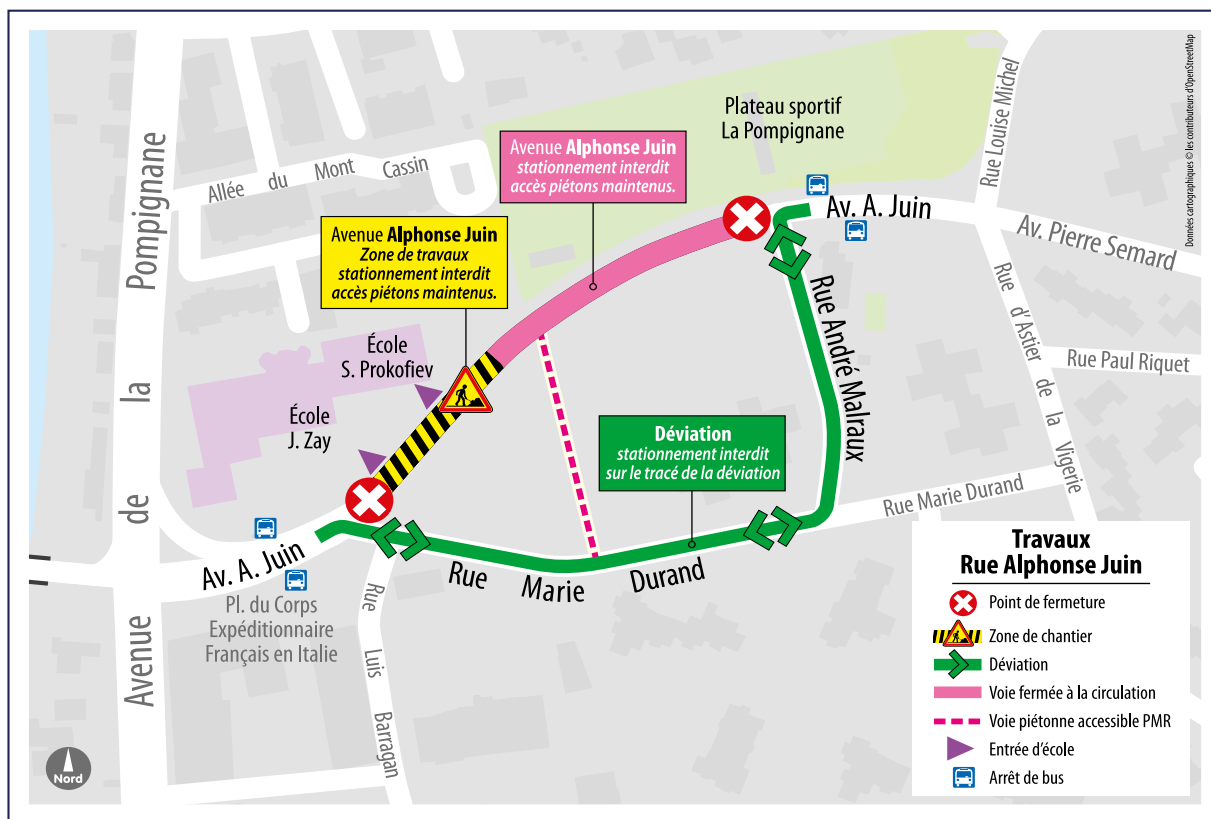 Données cartographiques © les contributeurs d'OpenStreetMap
Plateau sportif
La Pompignane
Rue Louise Michel
Avenue Alphonse Juin
stationnement interdit
accès piétons maintenus.
Allée du Mont Cassin
Av. A. Juin
Av. Pierre Semard
Avenue Alphonse Juin
Zone de travaux
stationnement interdit
accès piétons maintenus.
Avenue de la Pompignane
École
S. Prokofiev
École
J. Zay
Rue André Malraux
Rue d'Astier de la Vigerie
Rue Paul Riquet
Déviation
stationnement interdit
sur le tracé de la déviation
Rue Marie Durand
Av. A. Juin
Rue Marie Durand
Pl. du Corps
Expéditionnaire
Français en Italie
Rue Luis Barragan
Nord
Travaux
Rue Alphonse Juin
Point de fermeture
Zone de chantier
Déviation
Voie fermée à la circulation
Voie piétonne accessible PMR
Entrée d'école
Arrêt de bus